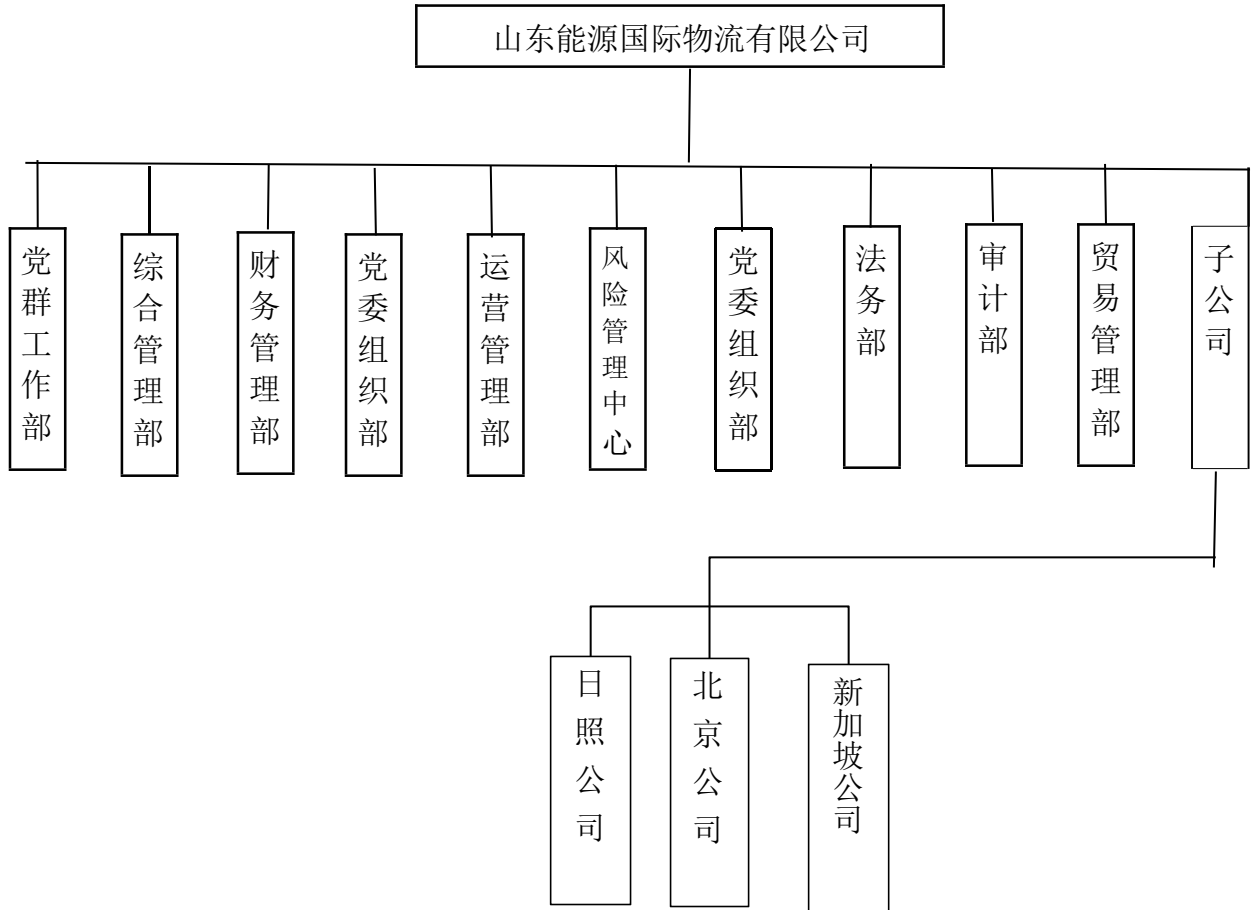 山东能源国际物流有限公司
党群工作部
综合管理部
财务管理部
党委组织部
运营管理部
风险管理中心
党委组织部
法务部
审计部
贸易管理部
子公司
日照公司
北京公司
新加坡公司